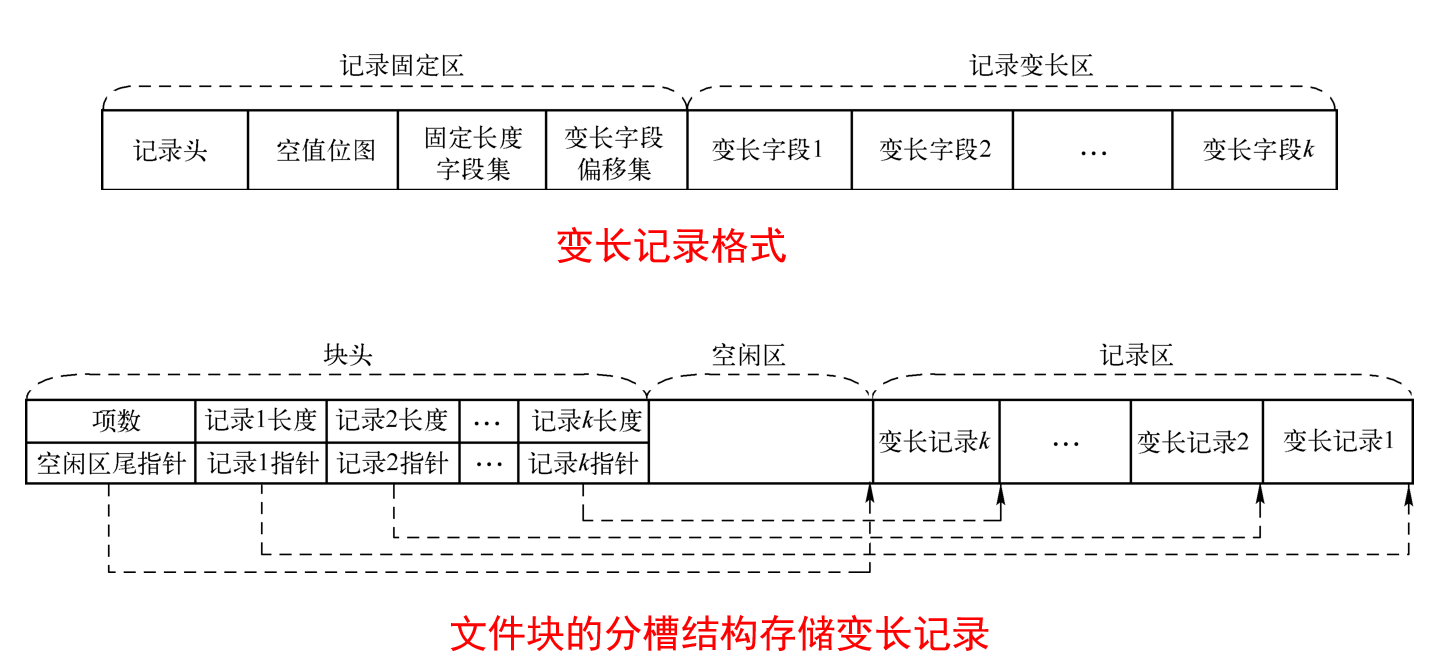 记录固定区 记录变长区
记录头 空值位图 固定长度字段集 变长字段偏移集 变长字段1 变长字段2 … 变长字段k
变长记录格式
块头 空闲区 记录区
项数 记录1长度 记录2长度 … 记录k长度
变长记录k … 变长记录2 变长记录1
空闲区尾指针 记录1指针 记录2指针 … 记录k指针
文件块的分槽结构存储变长记录